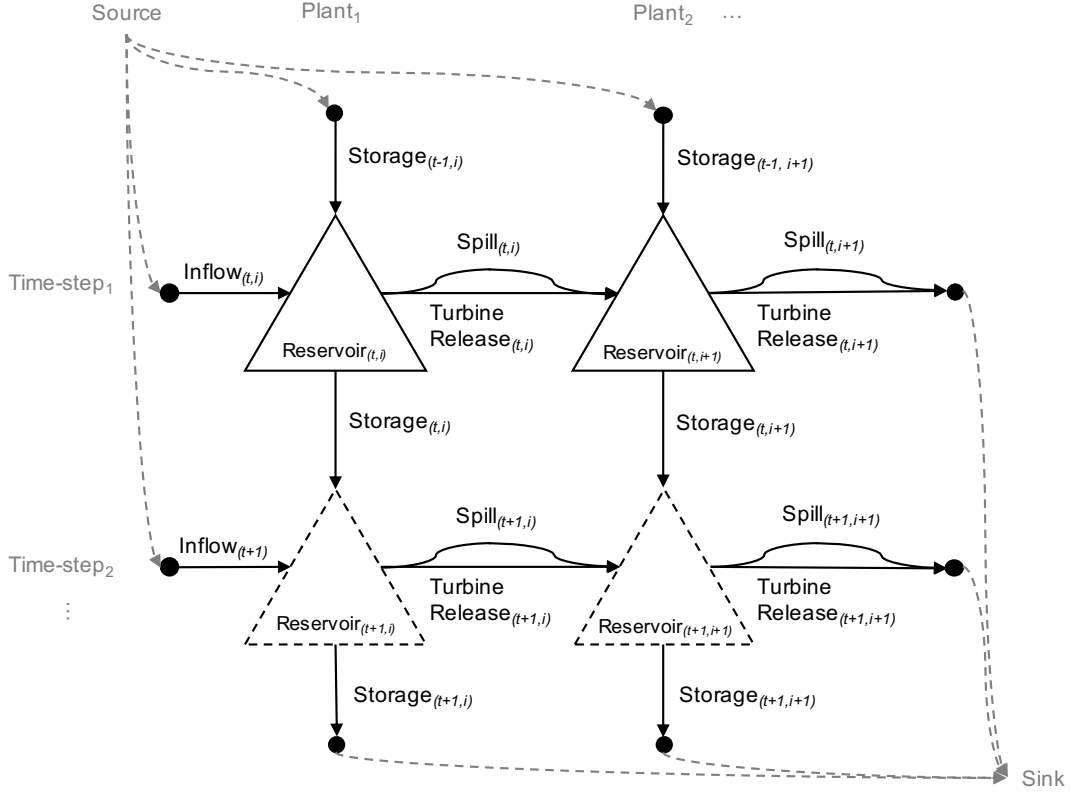 Source Plant₁ Plant₂ ...
Storage(t-1,i) Storage(t-1, i+1)
Spill(t,i) Spill(t,i+1)
Time-step₁ Inflow(t,i)
Turbine Turbine
Release(t,i) Release(t,i+1)
Reservoir(t,i) Reservoir(t,i+1)
Storage(t,i) Storage(t,i+1)
Spill(t+1,i) Spill(t+1,i+1)
Time-step₂ Inflow(t+1)
Turbine Turbine
⋮ Release(t+1,i) Release(t+1,i+1)
Reservoir(t+1,i) Reservoir(t+1,i+1)
Storage(t+1,i) Storage(t+1,i+1)
Sink